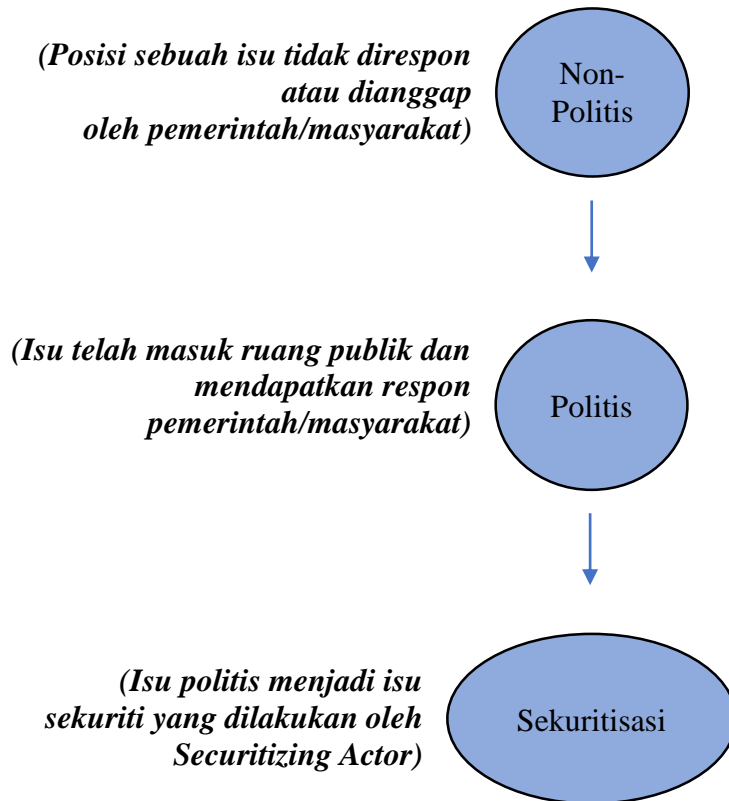 (Posisi sebuah isu tidak direspon
atau dianggap
oleh pemerintah/masyarakat)
Non-
Politis
(Isu telah masuk ruang publik dan
mendapatkan respon
pemerintah/masyarakat)
Politis
(Isu politis menjadi isu
sekuriti yang dilakukan oleh
Securitizing Actor)
Sekuritisasi